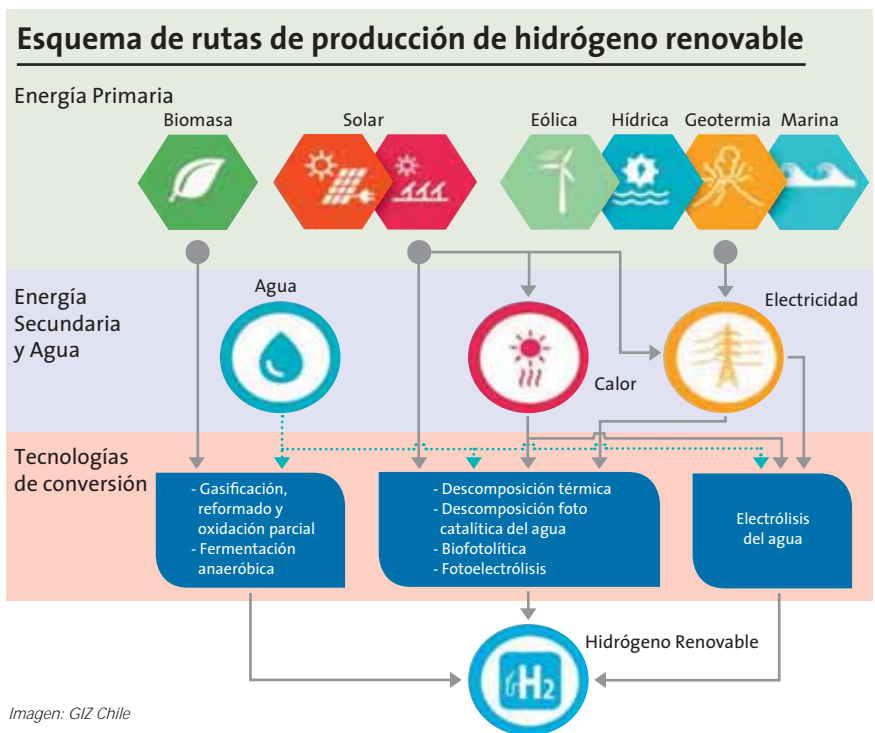 Esquema de rutas de producción de hidrógeno renovable
Energía Primaria
Biomasa
Solar
Eólica
Hídrica
Geotermia
Marina
Energía
Secundaria
y Agua
Agua
Calor
Electricidad
Tecnologías
de conversión
- Gasificación,
reformado y
oxidación parcial
- Fermentación
anaeróbica
- Descomposición térmica
- Descomposición foto
catalítica del agua
- Biofotolítica
- Fotoelectrólisis
Electrólisis
del agua
Hidrógeno Renovable
H2
Imagen: GIZ Chile